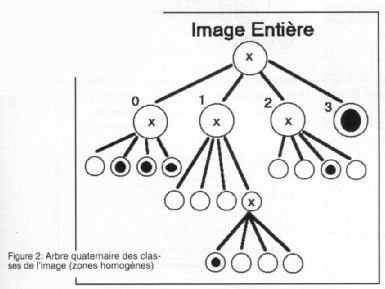 Image Entière
x
0 1 2 3
x x x
x
Figure 2: Arbre quaternaire des clas-
ses de l'image (zones homogènes)